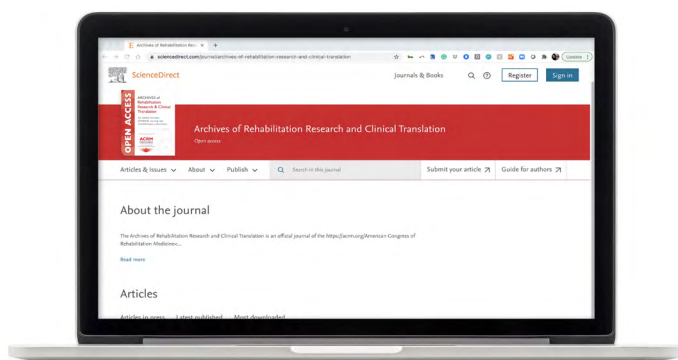 Archives of Rehabilitation Res
sciencedirect.com/journal/archives-of-rehabilitation-research-and-clinical-translation
Update
ScienceDirect
Journals & Books
Register
Sign in
OPEN ACCESS
ARCHIVES of
Rehabilitation
Research & Clinical
Translation
ACRM
Archives of Rehabilitation Research and Clinical Translation
Open access
Articles & Issues
About
Publish
Search in this journal
Submit your article
Guide for authors
About the journal
The Archives of Rehabilitation Research and Clinical Translation is an official journal of the https://acrm.org/American Congress of
Rehabilitation Medicine<...
Read more
Articles
Articles in press
Latest published
Most downloaded